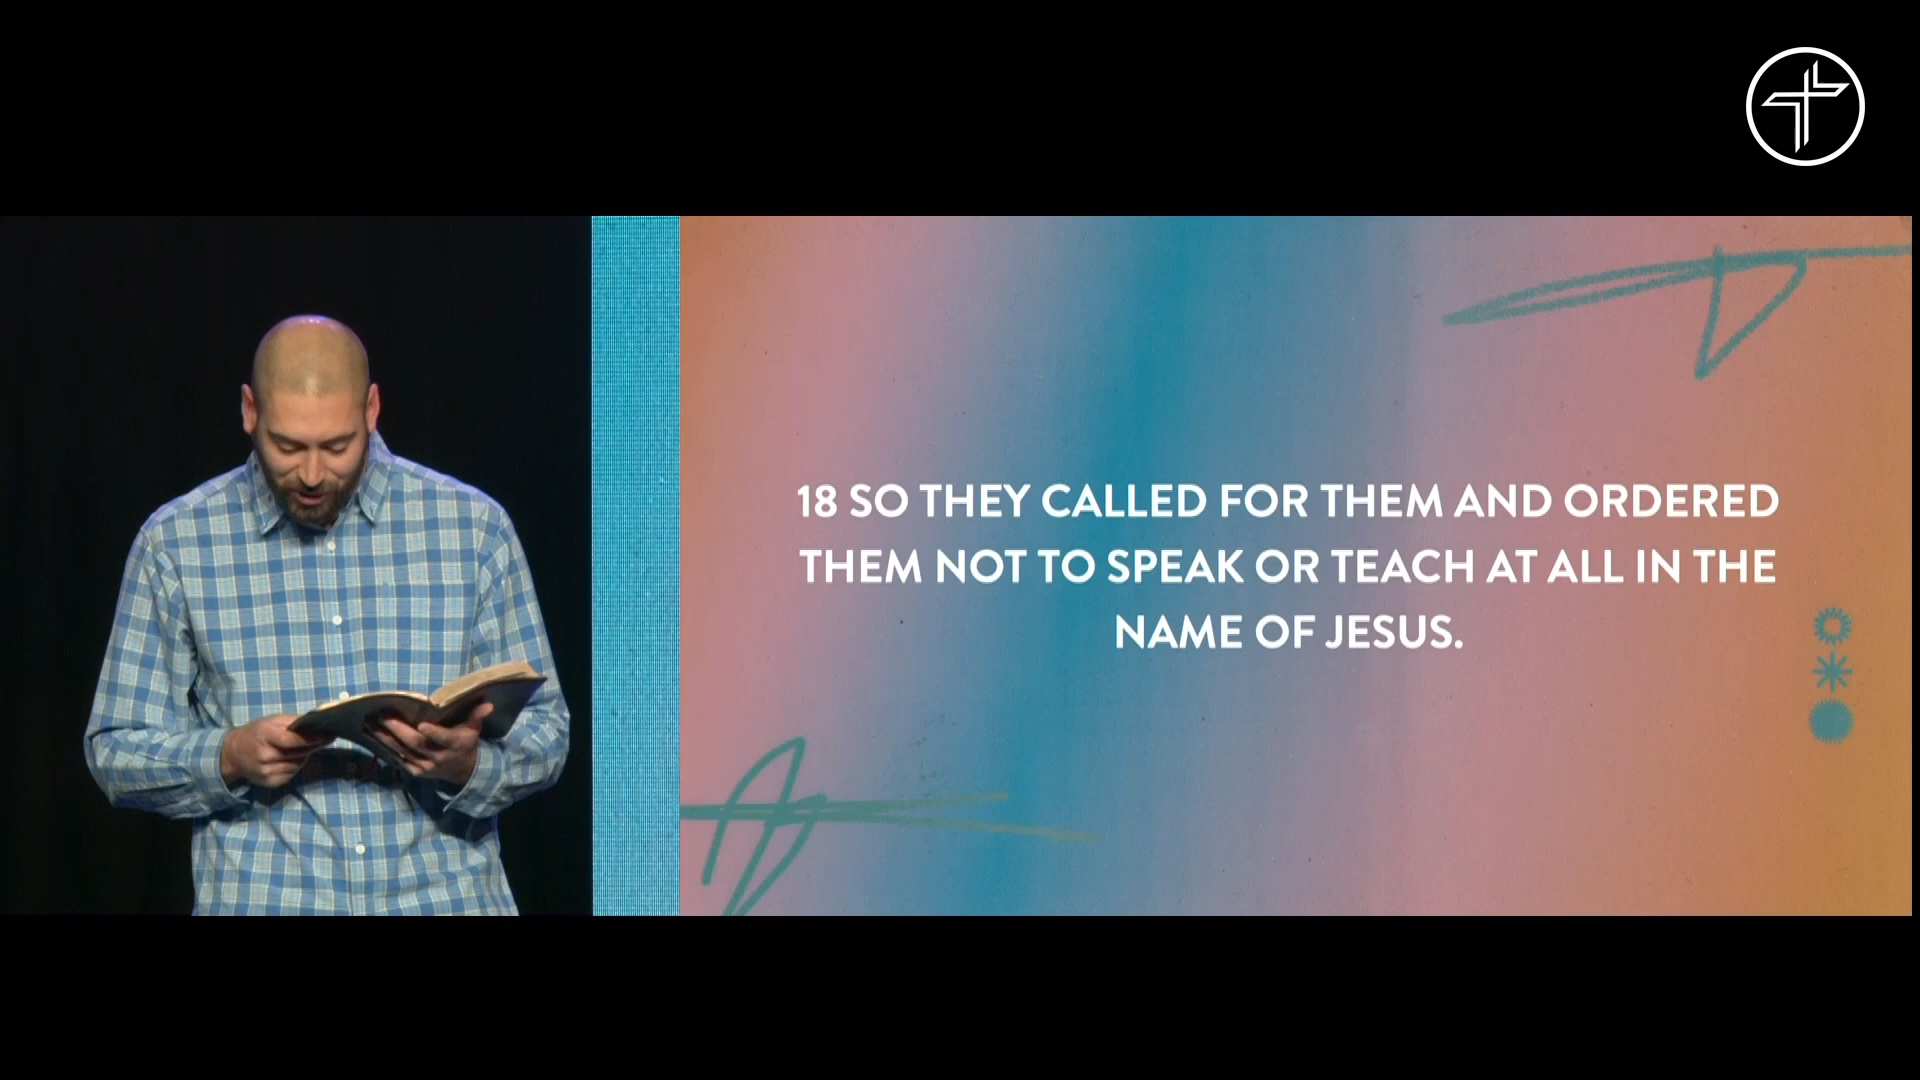 18 SO THEY CALLED FOR THEM AND ORDERED
THEM NOT TO SPEAK OR TEACH AT ALL IN THE
NAME OF JESUS.